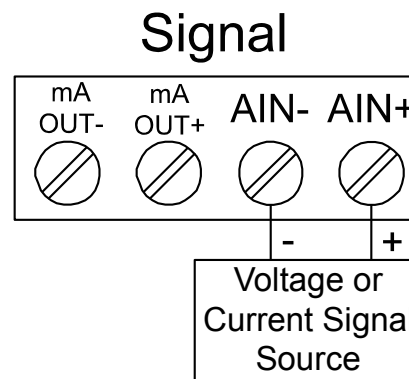 Signal
mA mA
OUT- OUT+ AIN- AIN+
- +
Voltage or
Current Signa
Source